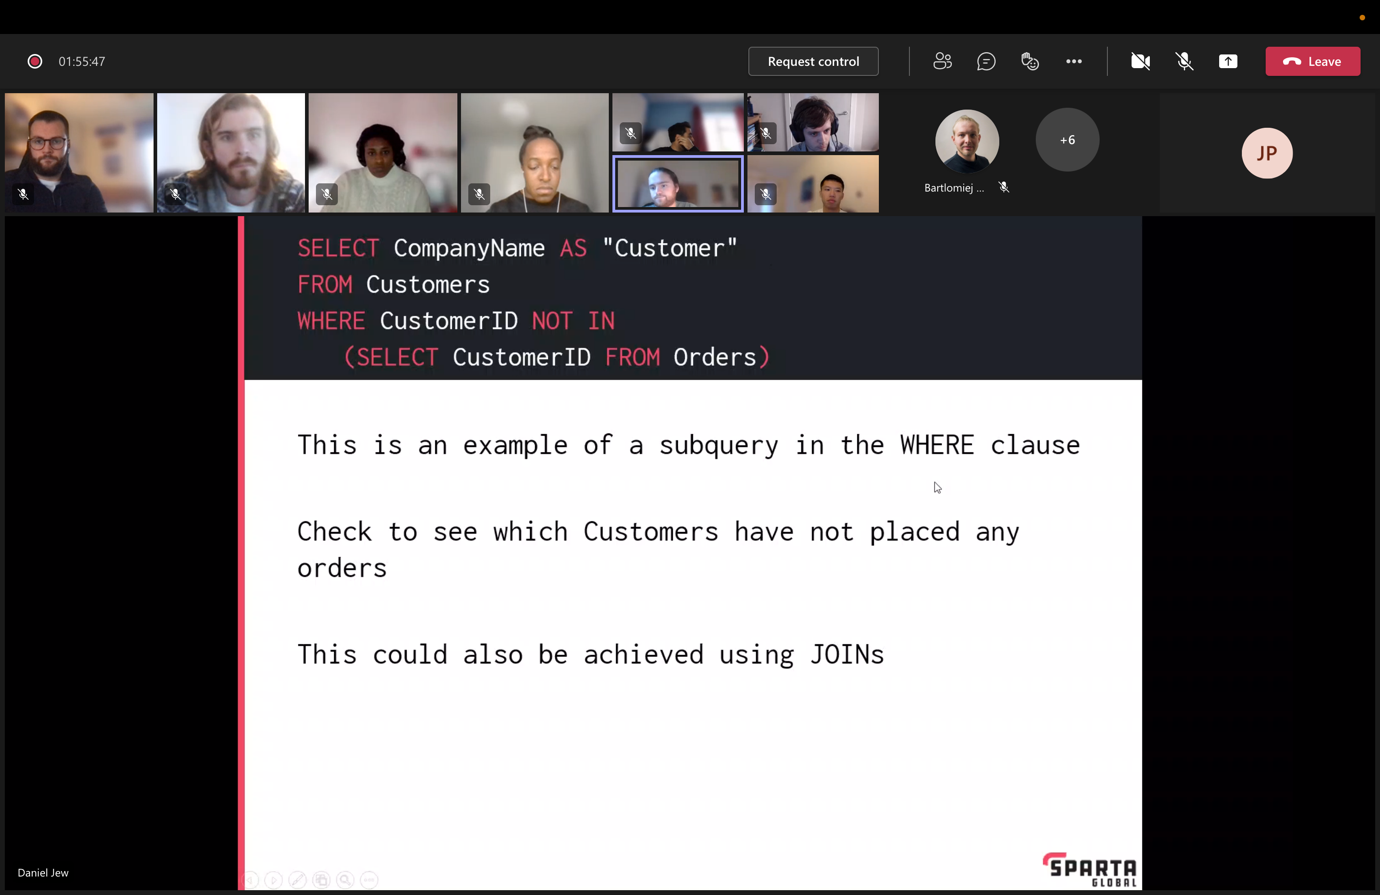 01:55:47
Request control
Leave
+6
JP
Bartlomiej ...
SELECT CompanyName AS "Customer"
FROM Customers
WHERE CustomerID NOT IN
(SELECT CustomerID FROM Orders)
This is an example of a subquery in the WHERE clause
Check to see which Customers have not placed any
orders
This could also be achieved using JOINs
Daniel Jew
SPARTA
GLOBAL